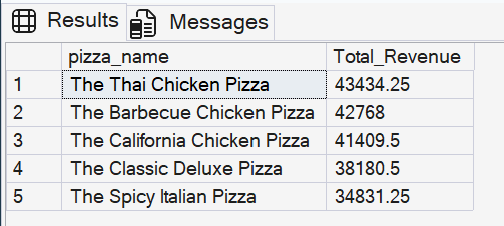 Results Messages
pizza_name Total_Revenue
1 The Thai Chicken Pizza 43434.25
2 The Barbecue Chicken Pizza 42768
3 The California Chicken Pizza 41409.5
4 The Classic Deluxe Pizza 38180.5
5 The Spicy Italian Pizza 34831.25